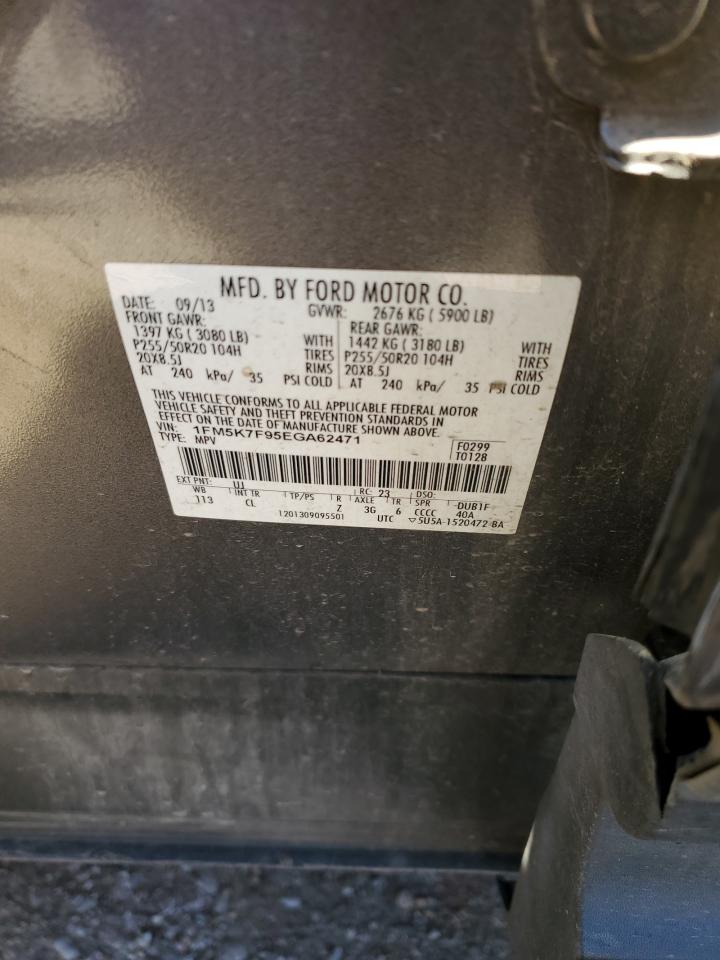 MFD. BY FORD MOTOR CO.
DATE: 09/13 GVWR: 2676 KG ( 5900 LB)
FRONT GAWR: REAR GAWR:
1397 KG ( 3080 LB) WITH 1442 KG ( 3180 LB) WITH
P255/50R20 104H TIRES P255/50R20 104H TIRES
20X8.5J RIMS 20X8.5J RIMS
AT 240 kPa/ 35 PSI COLD AT 240 kPa/ 35 PSI COLD
THIS VEHICLE CONFORMS TO ALL APPLICABLE FEDERAL MOTOR
VEHICLE SAFETY AND THEFT PREVENTION STANDARDS IN
EFFECT ON THE DATE OF MANUFACTURE SHOWN ABOVE.
VIN: 1FM5K7F95EGA62471 F0299
TYPE: MPV T0128
EXT PNT: UJ RC: 23 DSO:
WB INT TR TP/PS R AXLE TR SPR -DUB1F
113 CL Z 3G 6 CCCC 40A
1201309095501 UTC ▽5U5A-1520472-BA